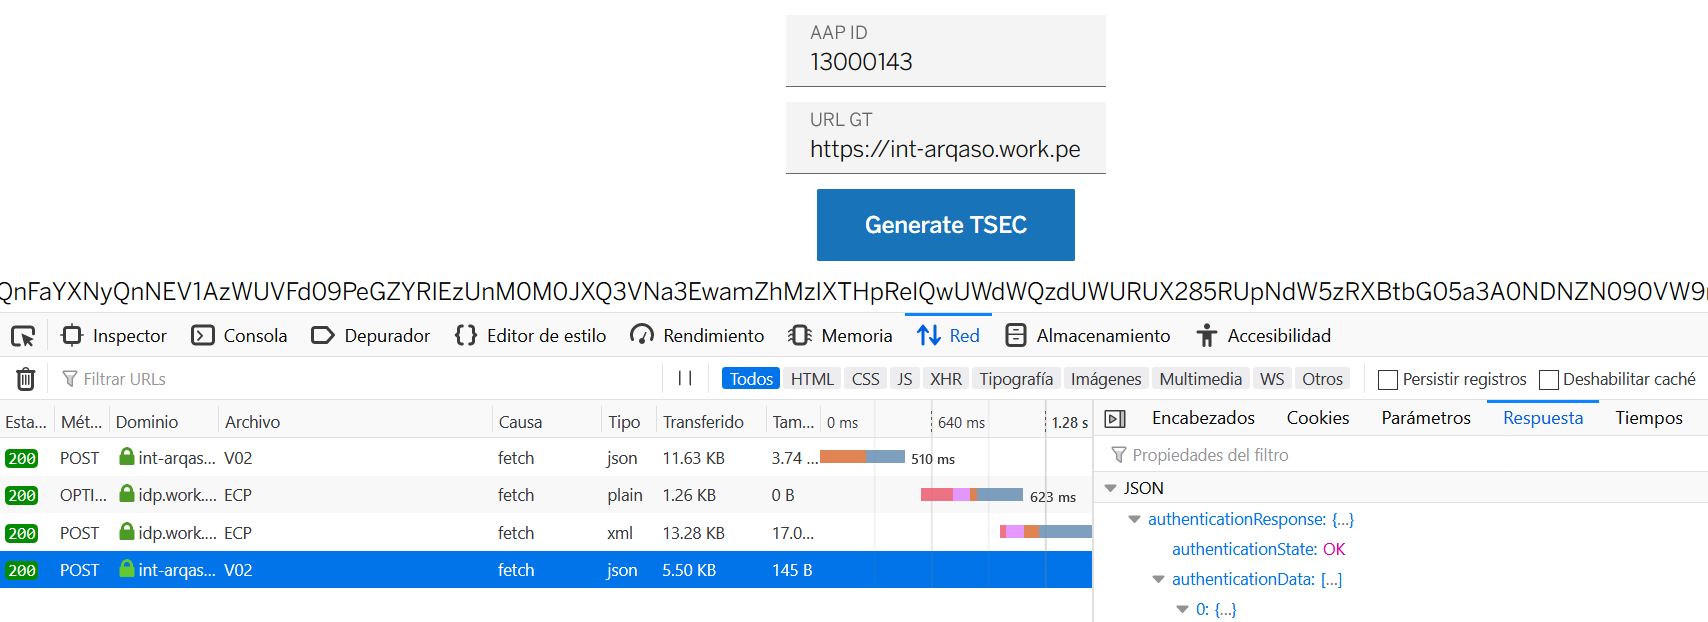 AAP ID
13000143
URL GT
https://int-arqaso.work.pe
Generate TSEC
Inspector Consola Depurador {} Editor de estilo Rendimiento Memoria Red Almacenamiento Accesibilidad
Filtrar URLs Todos HTML CSS JS XHR Tipografía Imágenes Multimedia WS Otros Persistir registros Deshabilitar caché
Esta... Mét... Dominio Archivo Causa Tipo Transferido Tam... 0 ms 640 ms 1.28 s
Encabezados Cookies Parámetros Respuesta Tiempos
200 POST int-arqas... V02 fetch json 11.63 KB 3.74 ... 510 ms
Propiedades del filtro
200 OPTI... idp.work.... ECP fetch plain 1.26 KB 0 B 623 ms
JSON
authenticationResponse: {...}
200 POST idp.work.... ECP fetch xml 13.28 KB 17.0...
authenticationState: OK
200 POST int-arqas... V02 fetch json 5.50 KB 145 B
authenticationData: [...]
0: {...}